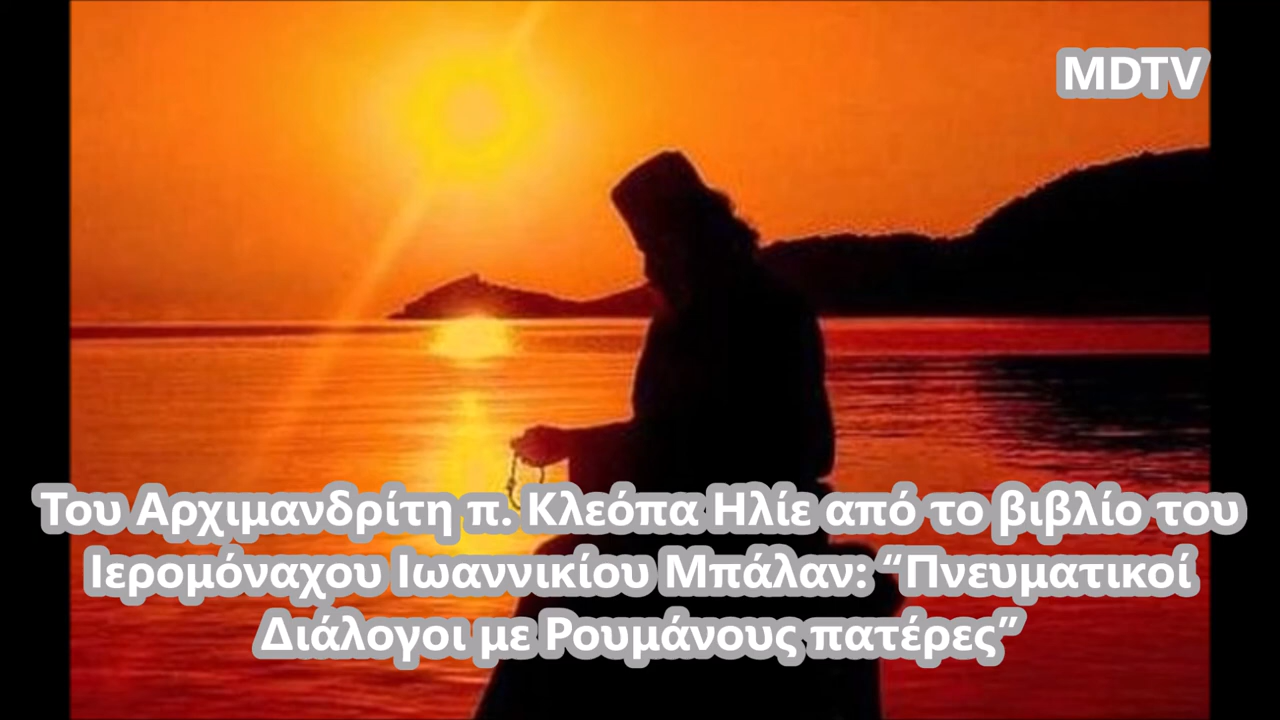 MDTV
Του Αρχιμανδρίτη π. Κλεόπα Ηλίε από το βιβλίο του
Ιερομόναχου Ιωαννικίου Μπάλαν: “Πνευματικοί
Διάλογοι με Ρουμάνους πατέρες”